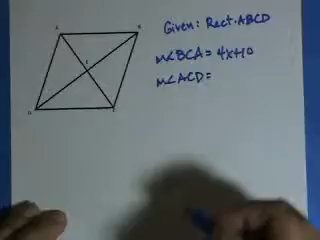 A
B
E
D
C
Given: Rect. ABCD
m∠BCA = 4x+10
m∠ACD =